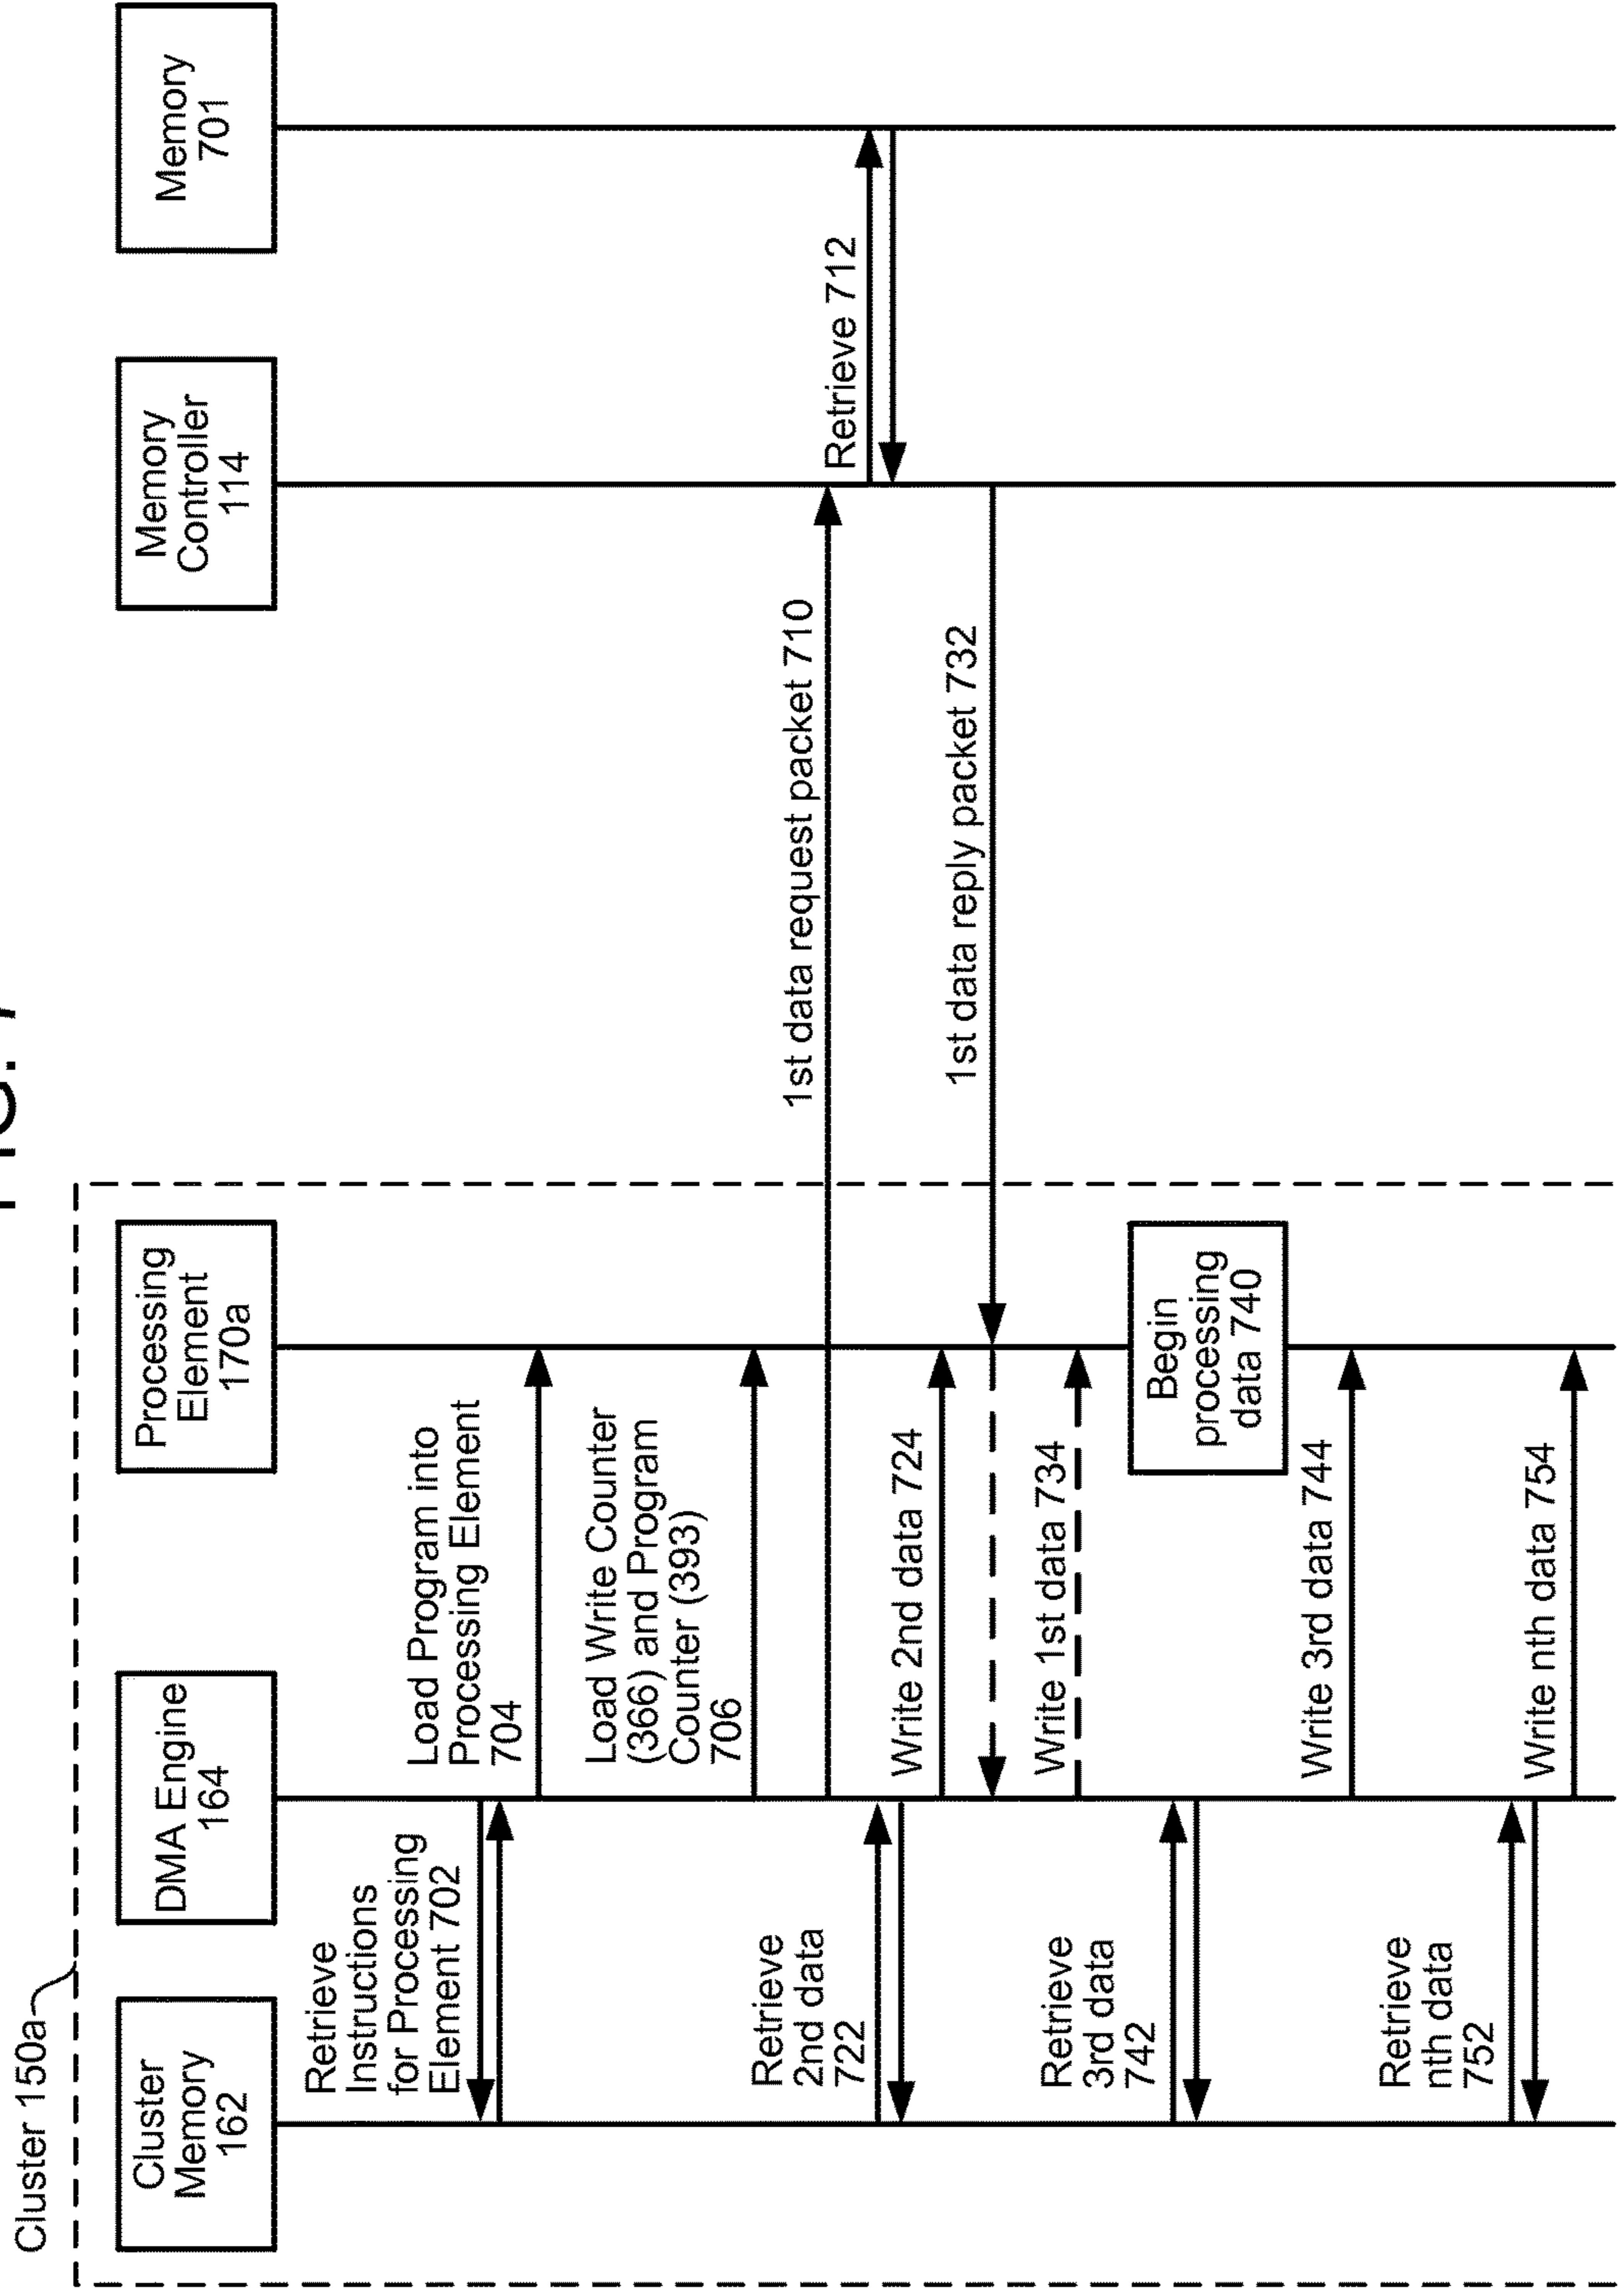 Cluster 150a
Cluster
Memory
162
DMA Engine
164
Processing
Element
170a
Memory
Controller
114
Memory
701
Retrieve
Instructions
for Processing
Element 702
Load Program into
Processing Element
704
Load Write Counter
(366) and Program
Counter (393)
706
1st data request packet 710
Retrieve 712
Retrieve
2nd data
722
Write 2nd data 724
1st data reply packet 732
Write 1st data 734
Begin
processing
data 740
Retrieve
3rd data
742
Write 3rd data 744
Retrieve
nth data
752
Write nth data 754